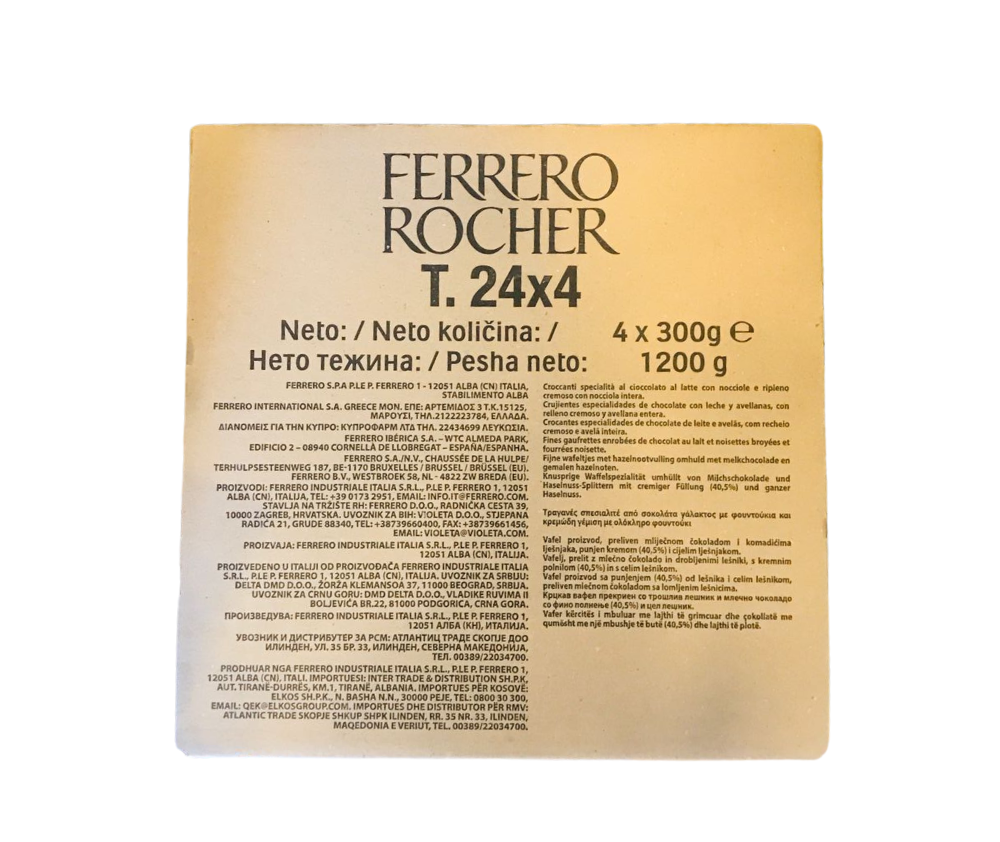 FERRERO
ROCHER
T. 24x4
Neto: / Neto količina: / 4 x 300g ℮
Нето тежина: / Pesha neto: 1200 g
FERRERO S.P.A P.LE P. FERRERO 1 - 12051 ALBA (CN) ITALIA,
STABILIMENTO ALBA
FERRERO INTERNATIONAL S.A. GREECE ΜΟΝ. ΕΠΕ: ΑΡΤΕΜΙΔΟΣ 3 Τ.Κ.15125,
ΜΑΡΟΥΣΙ, ΤΗΛ.2122223784, ΕΛΛΑΔΑ.
ΔΙΑΝΟΜΕΙΣ ΓΙΑ ΤΗΝ ΚΥΠΡΟ: ΚΥΠΡΟΦΑΡΜ ΛΤΔ ΤΗΛ. 22434699 ΛΕΥΚΩΣΙΑ.
FERRERO IBÉRICA S.A. – WTC ALMEDA PARK,
EDIFICIO 2 – 08940 CORNELLÀ DE LLOBREGAT – ESPAÑA/ESPANHA.
FERRERO S.A./N.V., CHAUSSÉE DE LA HULPE/
TERHULPSESTEENWEG 187, BE-1170 BRUXELLES / BRUSSEL / BRÜSSEL (EU).
FERRERO B.V., WESTBROEK 58, NL - 4822 ZW BREDA (EU).
PROIZVODI: FERRERO INDUSTRIALE ITALIA S.R.L., P.LE P. FERRERO 1, 12051
ALBA (CN), ITALIJA, TEL: +39 0173 2951, EMAIL: INFO.IT@FERRERO.COM.
STAVLJA NA TRŽIŠTE RH: FERRERO D.O.O., RADNIČKA CESTA 39,
10000 ZAGREB, HRVATSKA. UVOZNIK ZA BIH: VIOLETA D.O.O., STJEPANA
RADIĆA 21, GRUDE 88340, TEL: +38739660400, FAX: +38739661456,
EMAIL: VIOLETA@VIOLETA.COM.
PROIZVAJA: FERRERO INDUSTRIALE ITALIA S.R.L., P.LE P. FERRERO 1,
12051 ALBA (CN), ITALIJA.
PROIZVEDENO U ITALIJI OD PROIZVOĐAČA FERRERO INDUSTRIALE ITALIA
S.R.L., P.LE P. FERRERO 1, 12051 ALBA (CN), ITALIJA. UVOZNIK ZA SRBIJU:
DELTA DMD D.O.O., ŽORŽA KLEMANSOA 37, 11000 BEOGRAD, SRBIJA.
UVOZNIK ZA CRNU GORU: DMD DELTA D.O.O., VLADIKE RUVIMA II
BOLJEVIĆA BR.22, 81000 PODGORICA, CRNA GORA.
ПРОИЗВЕДУВА: FERRERO INDUSTRIALE ITALIA S.R.L., P.LE P. FERRERO 1,
12051 АЛБА (КН), ИТАЛИЈА.
УВОЗНИК И ДИСТРИБУТЕР ЗА РСМ: АТЛАНТИЦ ТРАДЕ СКОПЈЕ ДОО
ИЛИНДЕН, УЛ. 35 БР. 33, ИЛИНДЕН, СЕВЕРНА МАКЕДОНИЈА,
ТЕЛ. 00389/22034700.
PRODHUAR NGA FERRERO INDUSTRIALE ITALIA S.R.L., P.LE P. FERRERO 1,
12051 ALBA (CN), ITALI. IMPORTUESI: INTER TRADE & DISTRIBUTION SH.P.K,
AUT. TIRANË-DURRËS, KM.1, TIRANË, ALBANIA. IMPORTUES PËR KOSOVË:
ELKOS SH.P.K., N. BASHA N.N., 30000 PEJE, TEL: 0800 30 300,
EMAIL: QEK@ELKOSGROUP.COM. IMPORTUES DHE DISTRIBUTOR PËR RMV:
ATLANTIC TRADE SKOPJE SHKUP SHPK ILINDEN, RR. 35 NR. 33, ILINDEN,
MAQEDONIA E VERIUT, TEL. 00389/22034700.
Croccanti specialità al cioccolato al latte con nocciole e ripieno
cremoso con nocciola intera.
Crujientes especialidades de chocolate con leche y avellanas, con
relleno cremoso y avellana entera.
Crocantes especialidades de chocolate de leite e avelãs, com recheio
cremoso e avelã inteira.
Fines gaufrettes enrobées de chocolat au lait et noisettes broyées et
fourrées noisette.
Fijne wafeltjes met hazelnootvulling omhuld met melkchocolade en
gemalen hazelnoten.
Knusprige Waffelspezialität umhüllt von Milchschokolade und
Haselnuss-Splittern mit cremiger Füllung (40,5%) und ganzer
Haselnuss.
Τραγανές σπεσιαλιτέ από σοκολάτα γάλακτος με φουντούκια και
κρεμώδη γέμιση με ολόκληρο φουντούκι
Vafel proizvod, preliven mliječnom čokoladom i komadićima
lješnjaka, punjen kremom (40,5%) i cijelim lješnjakom.
Vafelj, prelit z mlečno čokolado in drobljenimi lešniki, s kremnim
polnilom (40,5%) in s celim lešnikom.
Vafel proizvod sa punjenjem (40,5%) od lešnika i celim lešnikom,
preliven mlečnom čokoladom sa lomljenim lešnicima.
Крцкав вафел прекриен со трошлив лешник и млечно чоколадо
со фино полнење (40,5%) и цел лешник.
Vafer kërcitës i mbuluar me lajthi të grimcuar dhe çokollatë me
qumësht me një mbushje të butë (40,5%) dhe lajthi të plotë.